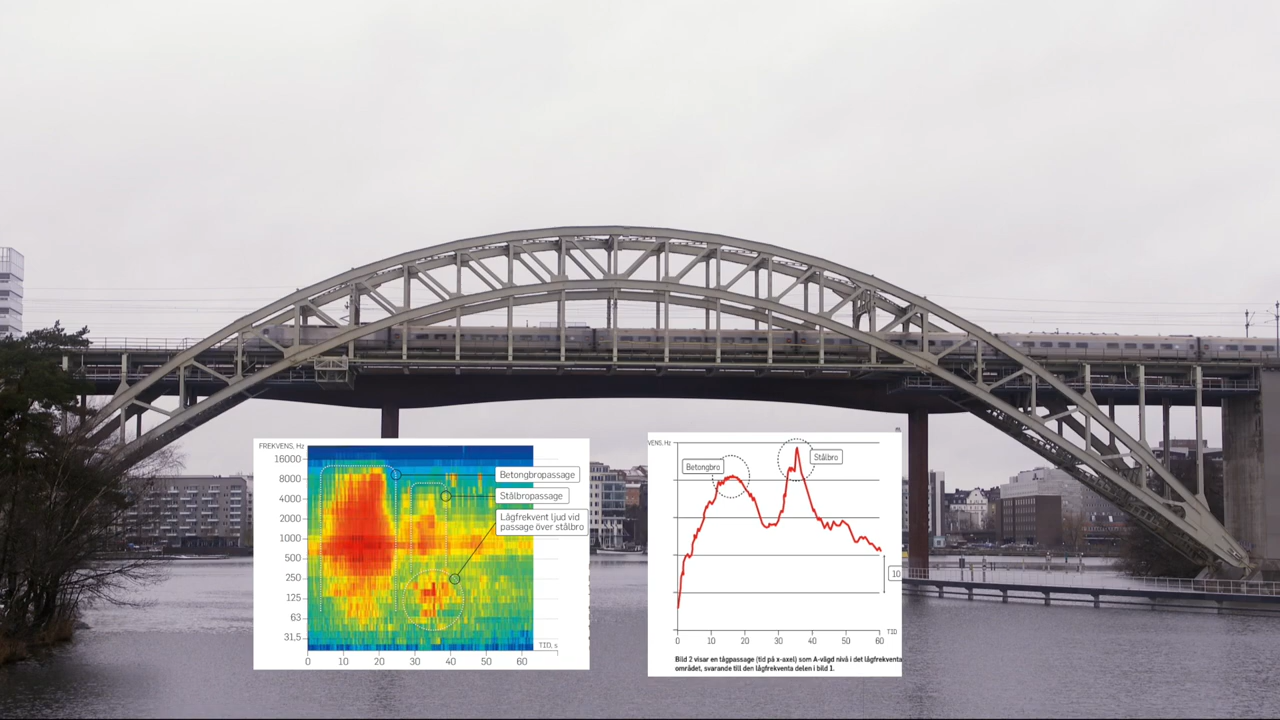 FREKVENS, Hz
16000
8000
4000
2000
1000
500
250
125
63
31.5
0 10 20 30 40 50 60
TID, s
Betongbropassage
Stålbropassage
Lågfrekvent ljud vid
passage över stålbro
VENS, Hz
Betongbro
Stålbro
10
TID
0 10 20 30 40 50 60
Bild 2 visar en tågpassage (tid på x-axel) som A-vägd nivå i det lågfrekventa
området, svarande till den lågfrekventa delen i bild 1.